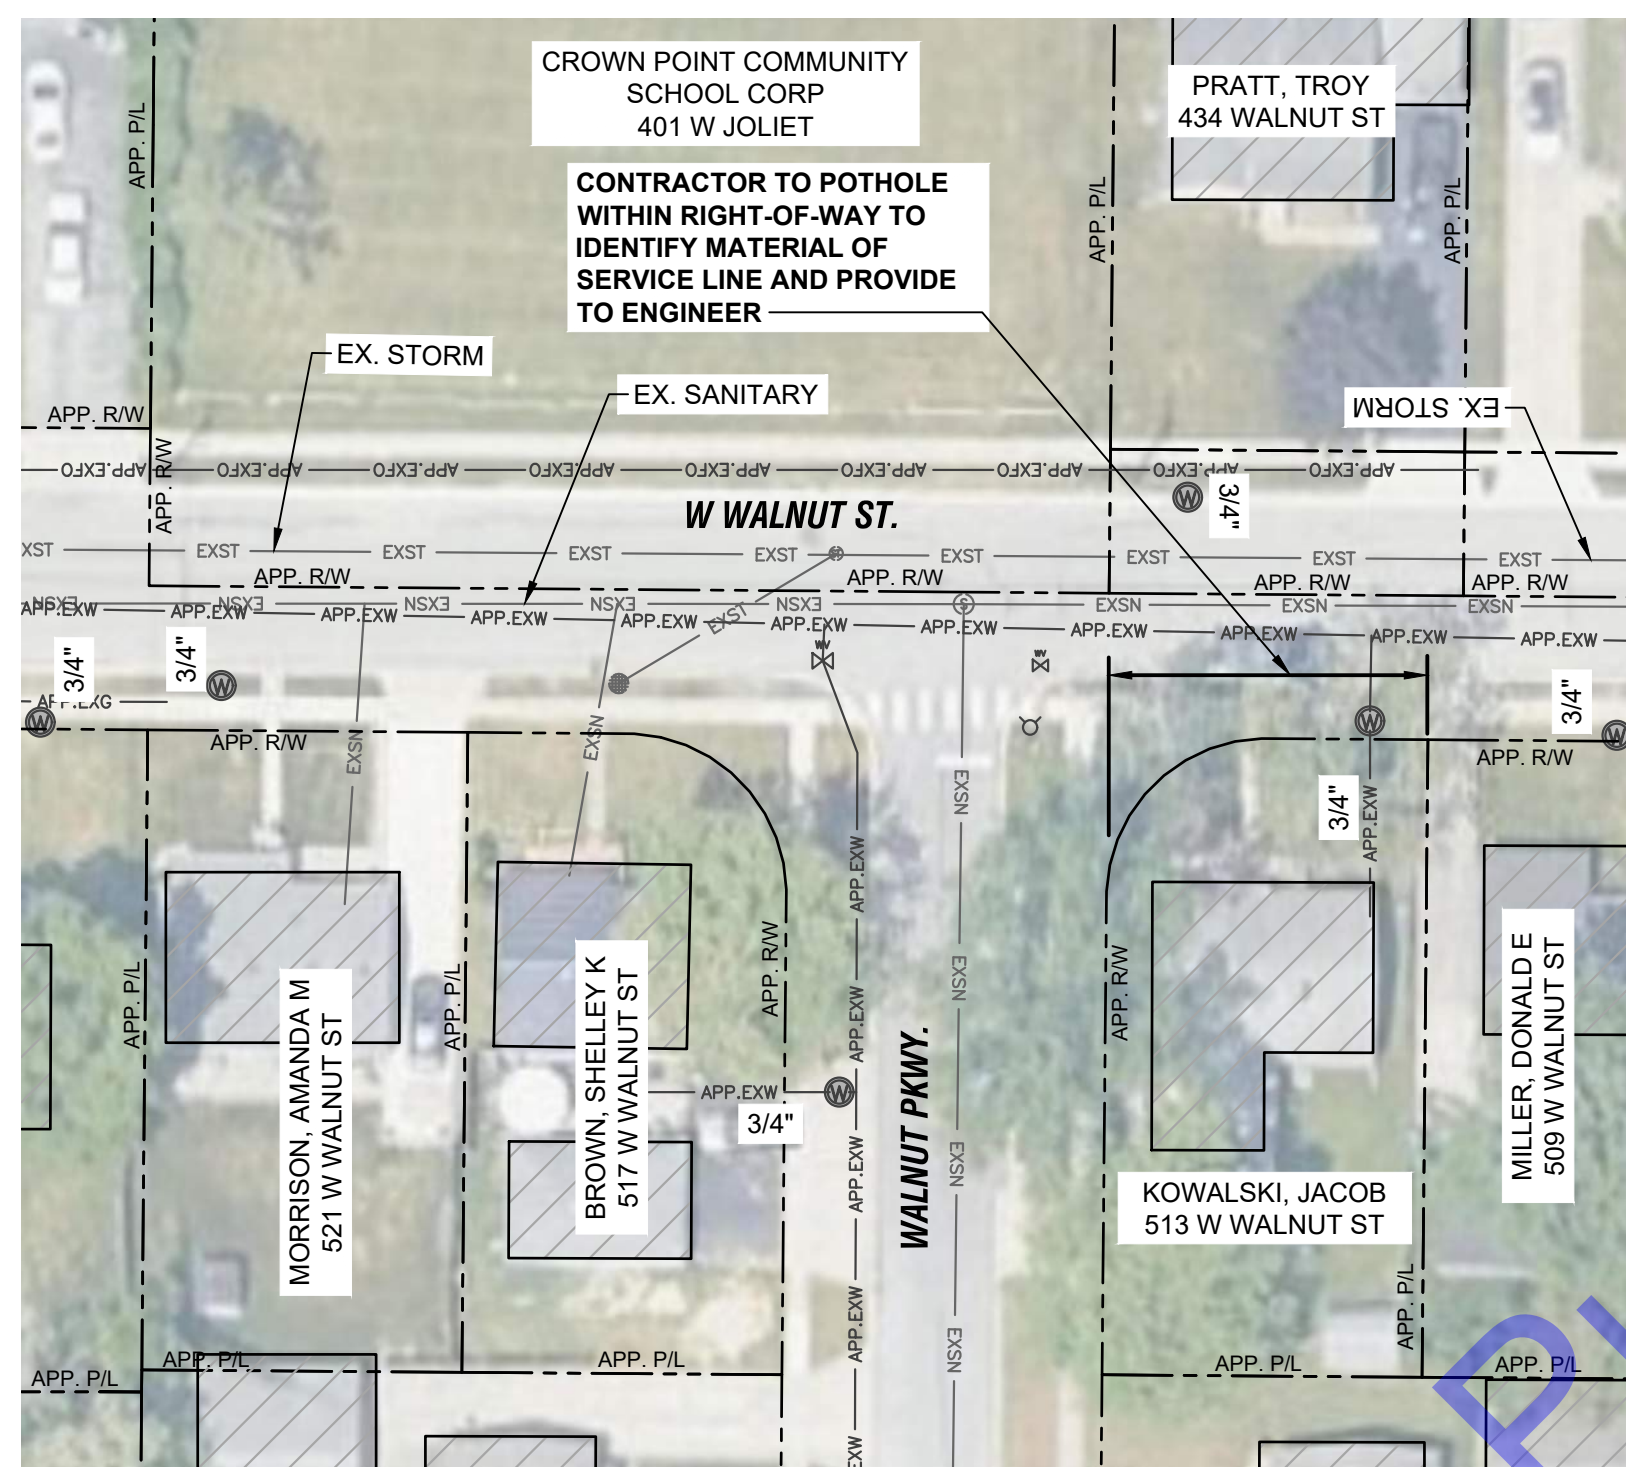 CROWN POINT COMMUNITY
SCHOOL CORP
401 W JOLIET
PRATT, TROY
434 WALNUT ST
APP. P/L
APP. P/L
APP. P/L
CONTRACTOR TO POTHOLE
WITHIN RIGHT-OF-WAY TO
IDENTIFY MATERIAL OF
SERVICE LINE AND PROVIDE
TO ENGINEER
EX. STORM
EX. SANITARY
EX. STORM
APP. R/W
APP. R/W
APP.EXFO APP.EXFO APP.EXFO APP.EXFO APP.EXFO APP.EXFO APP.EXFO APP.EXFO APP.EXFO
W
3/4"
W WALNUT ST.
EXST EXST EXST EXST EXST EXST EXST EXST EXST
EXST
APP. R/W APP. R/W APP. R/W APP. R/W
EXSN EXSN EXSN EXSN EXSN S EXSN EXSN EXSN
APP.EXW APP.EXW APP.EXW APP.EXW APP.EXW APP.EXW APP.EXW APP.EXW APP.EXW APP.EXW APP.EXW
WV
WV
3/4"
3/4"
W
APP.EXG
W
W
3/4"
W
APP. R/W
APP. R/W
EXSN
EXSN
EXSN
3/4"
APP.EXW
APP.EXW
APP. R/W
APP. R/W
EXSN
APP. P/L
APP. P/L
MORRISON, AMANDA M
521 W WALNUT ST
BROWN, SHELLEY K
517 W WALNUT ST
MILLER, DONALD E
509 W WALNUT ST
APP.EXW
APP.EXW
W
3/4"
WALNUT PKWY.
EXSN
APP.EXW
KOWALSKI, JACOB
513 W WALNUT ST
APP.EXW
EXSN
APP. P/L
APP. P/L
APP. P/L
APP. P/L
APP. P/L
APP. P/L
EXW